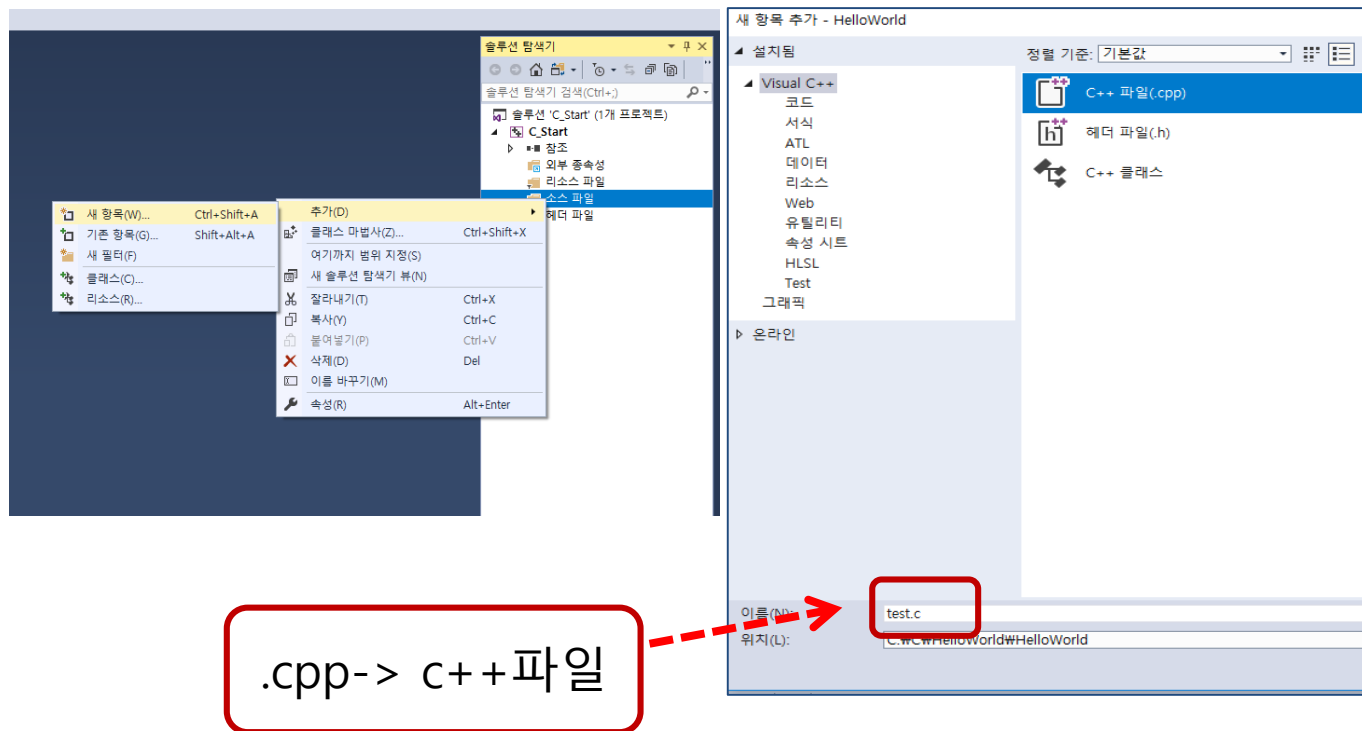 솔루션 탐색기
솔루션 탐색기 검색(Ctrl+;)
솔루션 'C_Start' (1개 프로젝트)
C_Start
참조
외부 종속성
리소스 파일
소스 파일
헤더 파일
새 항목(W)... Ctrl+Shift+A
기존 항목(G)... Shift+Alt+A
새 필터(F)
클래스(C)...
리소스(R)...
추가(D)
클래스 마법사(Z)... Ctrl+Shift+X
여기까지 범위 지정(S)
새 솔루션 탐색기 뷰(N)
잘라내기(T) Ctrl+X
복사(Y) Ctrl+C
붙여넣기(P) Ctrl+V
삭제(D) Del
이름 바꾸기(M)
속성(R) Alt+Enter
새 항목 추가 - HelloWorld
설치됨
정렬 기준: 기본값
Visual C++
코드
서식
ATL
데이터
리소스
Web
유틸리티
속성 시트
HLSL
Test
그래픽
온라인
C++ 파일(.cpp)
헤더 파일(.h)
C++ 클래스
이름(N): test.c
위치(L): C:₩C₩HelloWorld₩HelloWorld
.cpp-> c++파일